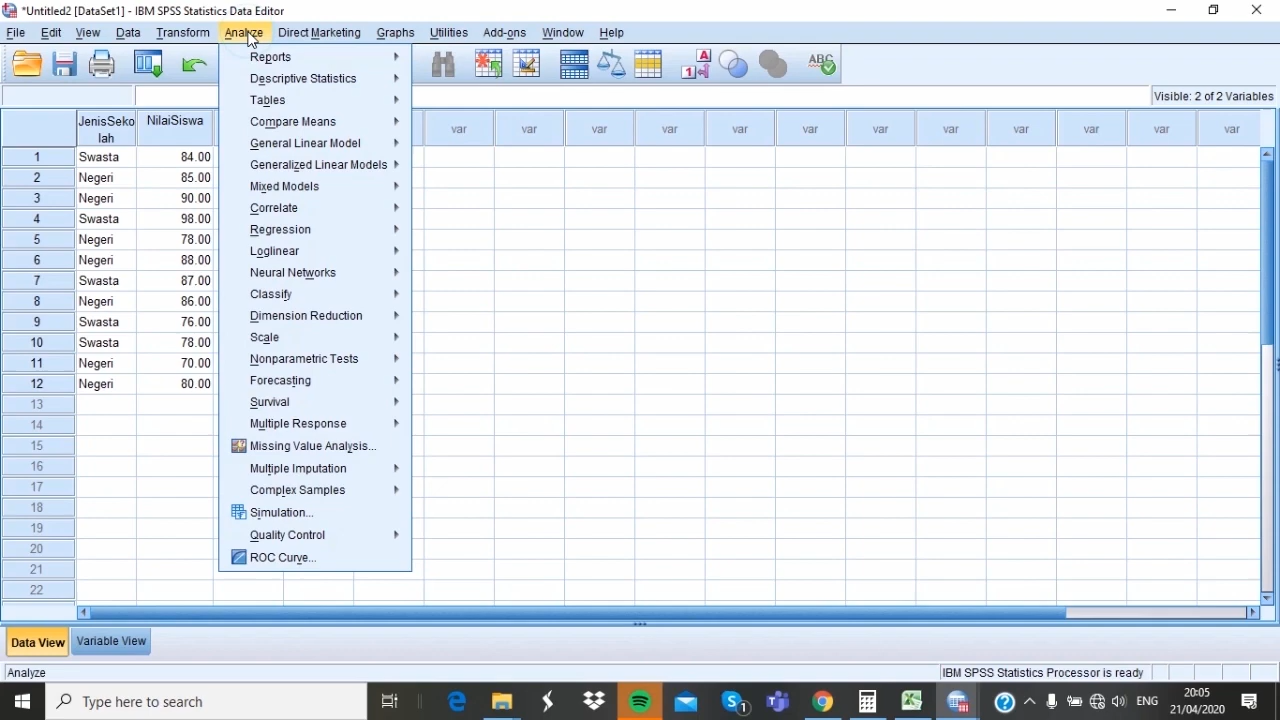 *Untitled2 [DataSet1] - IBM SPSS Statistics Data Editor
File Edit View Data Transform Analyze Direct Marketing Graphs Utilities Add-ons Window Help
Visible: 2 of 2 Variables
JenisSeko
lah
NilaiSiswa
var var var var var var var var var var var var
1 Swasta 84.00
2 Negeri 85.00
3 Negeri 90.00
4 Swasta 98.00
5 Negeri 78.00
6 Negeri 88.00
7 Swasta 87.00
8 Negeri 86.00
9 Swasta 76.00
10 Swasta 78.00
11 Negeri 70.00
12 Negeri 80.00
13
14
15
16
17
18
19
20
21
22
Reports
Descriptive Statistics
Tables
Compare Means
General Linear Model
Generalized Linear Models
Mixed Models
Correlate
Regression
Loglinear
Neural Networks
Classify
Dimension Reduction
Scale
Nonparametric Tests
Forecasting
Survival
Multiple Response
Missing Value Analysis...
Multiple Imputation
Complex Samples
Simulation...
Quality Control
ROC Curve...
Data View Variable View
Analyze
IBM SPSS Statistics Processor is ready
Type here to search
ENG
20:05
21/04/2020